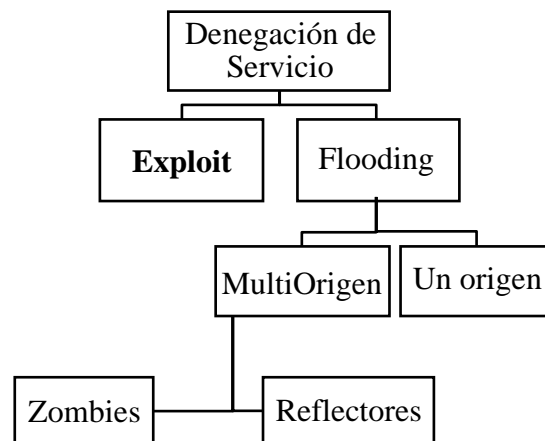 Denegación de
Servicio
Exploit
Flooding
MultiOrigen
Un origen
Zombies
Reflectores